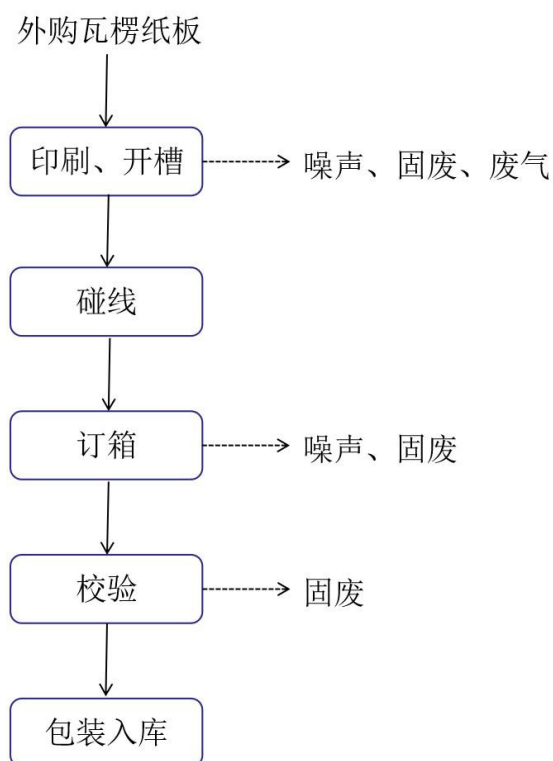 外购瓦楞纸板
印刷、开槽
噪声、固废、废气
碰线
订箱
噪声、固废
校验
固废
包装入库